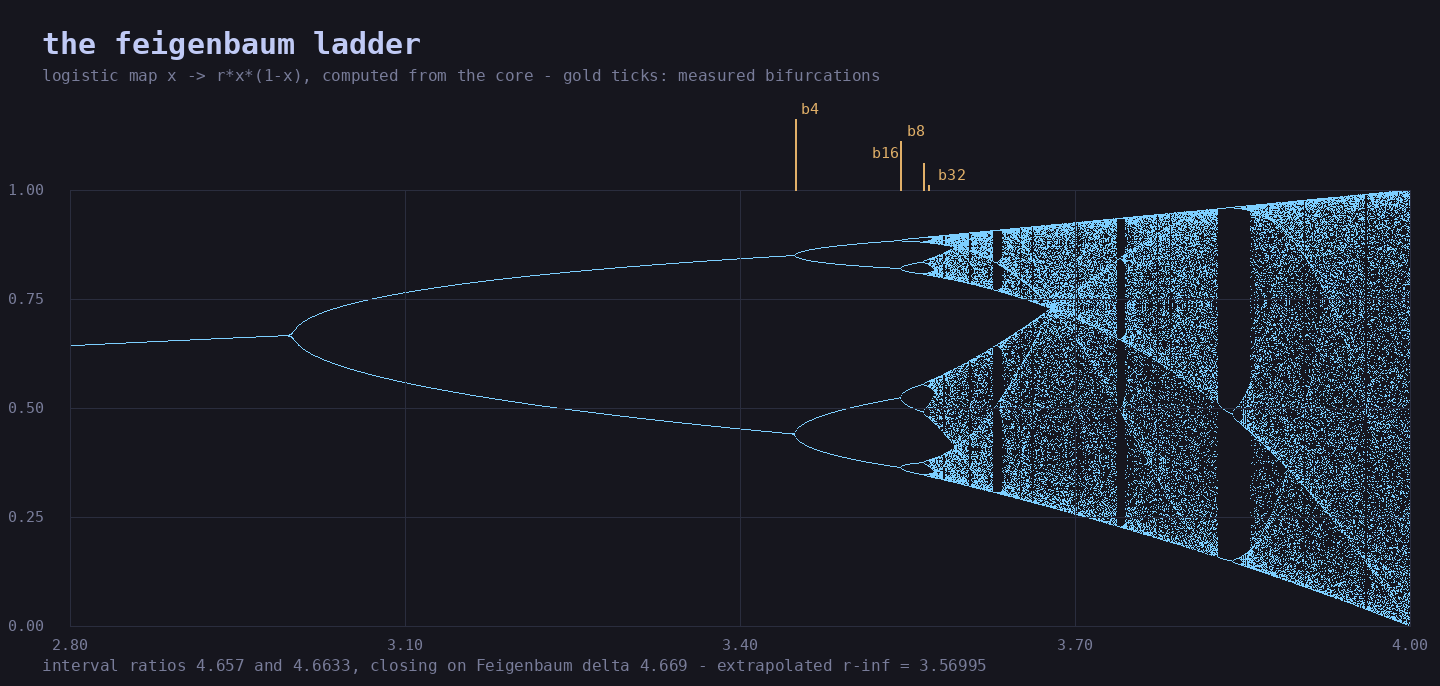 the feigenbaum ladder
logistic map x -> r*x*(1-x), computed from the core - gold ticks: measured bifurcations
b4
b8
b16
b32
1.00
0.75
0.50
0.25
0.00
2.80 3.10 3.40 3.70 4.00
interval ratios 4.657 and 4.6633, closing on Feigenbaum delta 4.669 - extrapolated r-inf = 3.56995